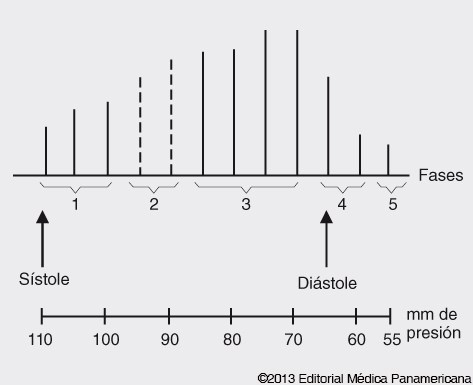 Fases
1 2 3 4 5
Sístole
Diástole
mm de
presión
110 100 90 80 70 60 55
©2013 Editorial Médica Panamericana